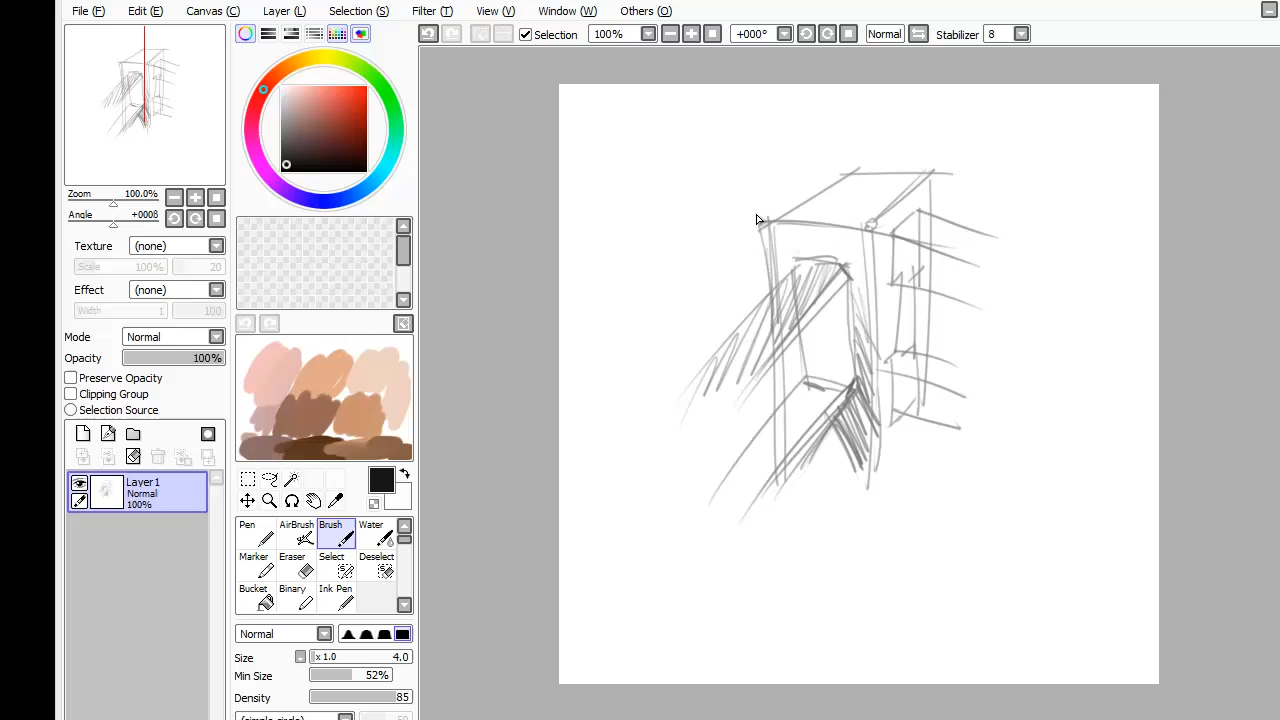 File (F) Edit (E) Canvas (C) Layer (L) Selection (S) Filter (T) View (V) Window (W) Others (O)
Selection 100% +000° Normal Stabilizer 8
Zoom 100.0%
Angle +0008
Texture (none)
Scale 100% 20
Effect (none)
Width 1 100
Mode Normal
Opacity 100%
Preserve Opacity
Clipping Group
Selection Source
Layer1
Normal
100%
Pen AirBrush Brush Water
Marker Eraser Select Deselect
Bucket Binary Ink Pen
Normal
Size x 1.0 4.0
Min Size 52%
Density 85
(simple circle) 50